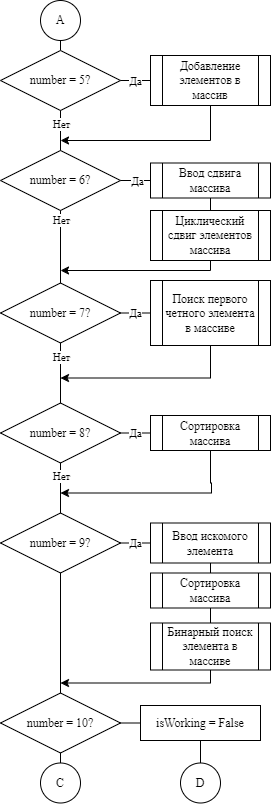 A
number = 5?
Да
Добавление
элементов в
массив
Нет
number = 6?
Да
Ввод сдвига
массива
Нет
Циклический
сдвиг элементов
массива
number = 7?
Да
Поиск первого
четного элемента
в массиве
Нет
number = 8?
Да
Сортировка
массива
Нет
number = 9?
Да
Ввод искомого
элемента
Сортировка
массива
Бинарный поиск
элемента в
массиве
number = 10?
isWorking = False
C
D